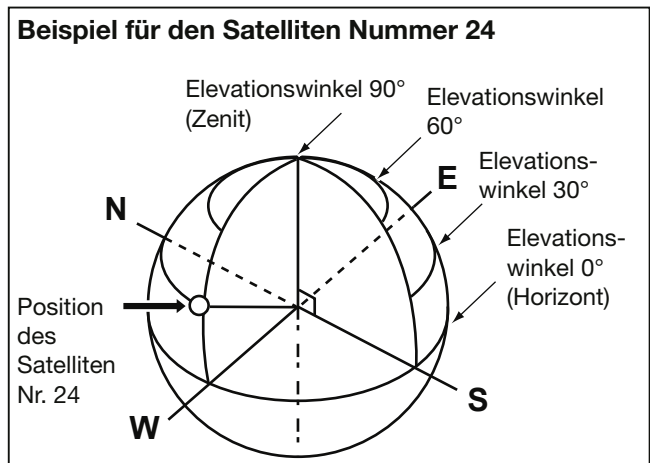 Beispiel für den Satelliten Nummer 24
Elevationswinkel 90°
(Zenit)
Elevationswinkel
60°
Elevations-
winkel 30°
Elevations-
winkel 0°
(Horizont)
N
E
Position
des
Satelliten
Nr. 24
W
S